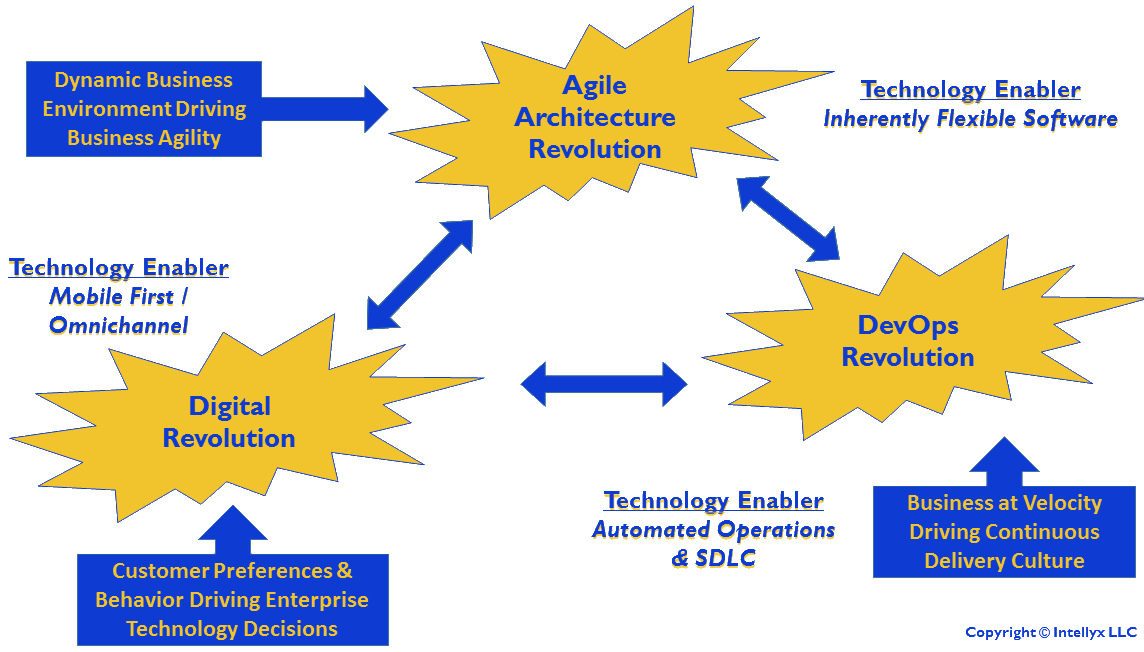 Dynamic Business
Environment Driving
Business Agility
Agile
Architecture
Revolution
Technology Enabler
Inherently Flexible Software
Technology Enabler
Mobile First /
Omnichannel
DevOps
Revolution
Digital
Revolution
Technology Enabler
Automated Operations
& SDLC
Business at Velocity
Driving Continuous
Delivery Culture
Customer Preferences &
Behavior Driving Enterprise
Technology Decisions
Copyright © Intellyx LLC